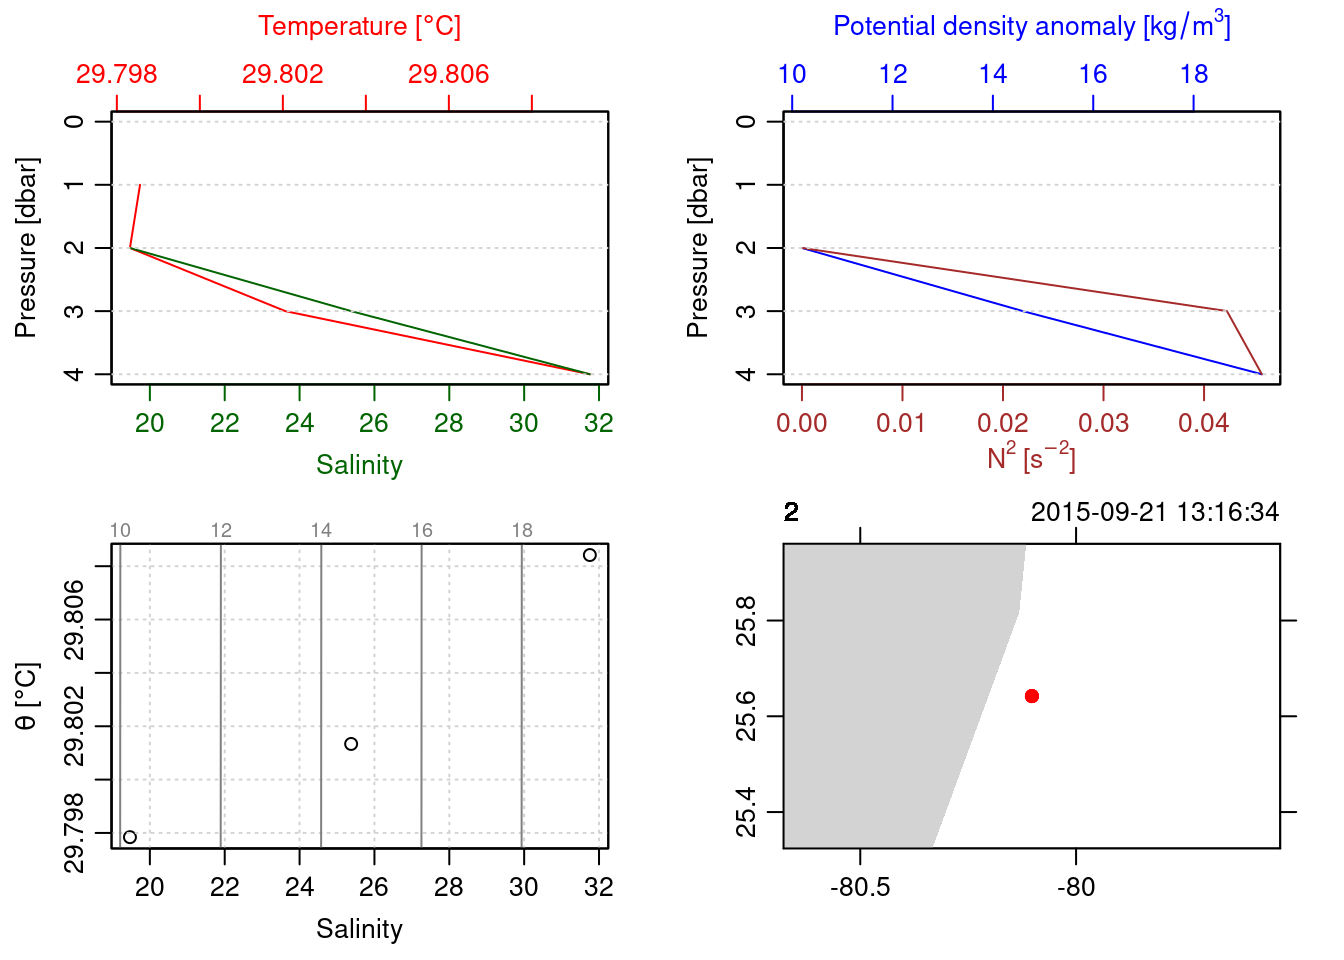 Temperature [°C]
29.798 29.802 29.806
0
1
2
3
4
Pressure [dbar]
20 22 24 26 28 30 32
Salinity
Potential density anomaly [kg/m³]
10 12 14 16 18
0
1
2
3
4
Pressure [dbar]
0.00 0.01 0.02 0.03 0.04
N² [s⁻²]
10 12 14 16 18
29.806
29.802
29.798
θ [°C]
20 22 24 26 28 30 32
Salinity
2 2015-09-21 13:16:34
25.8
25.6
25.4
-80.5 -80